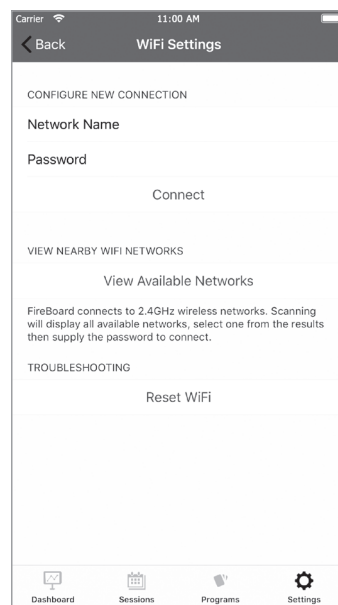 Carrier 11:00 AM
Back WiFi Settings
CONFIGURE NEW CONNECTION
Network Name
Password
Connect
VIEW NEARBY WIFI NETWORKS
View Available Networks
FireBoard connects to 2.4GHz wireless networks. Scanning
will display all available networks, select one from the results
then supply the password to connect.
TROUBLESHOOTING
Reset WiFi
Dashboard Sessions Programs Settings